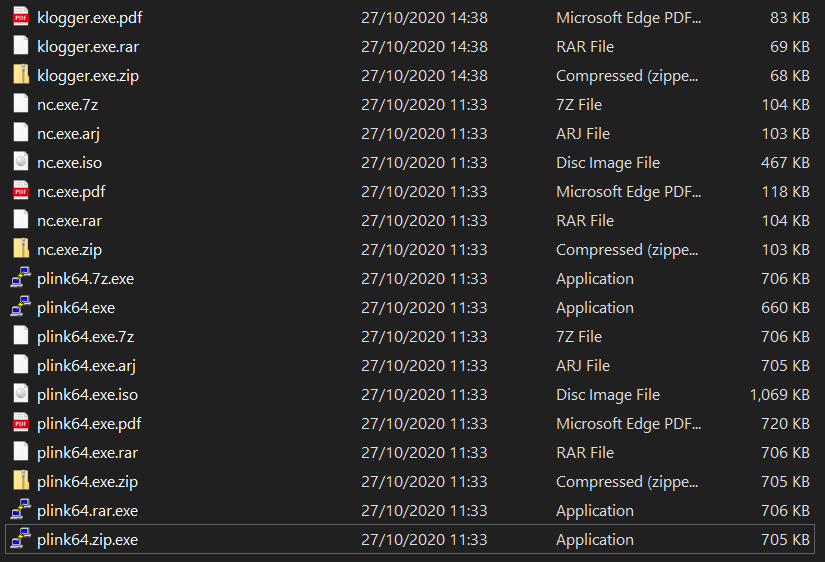 klogger.exe.pdf 27/10/2020 14:38 Microsoft Edge PDF... 83 KB
klogger.exe.rar 27/10/2020 14:38 RAR File 69 KB
klogger.exe.zip 27/10/2020 14:38 Compressed (zippe... 68 KB
nc.exe.7z 27/10/2020 11:33 7Z File 104 KB
nc.exe.arj 27/10/2020 11:33 ARJ File 103 KB
nc.exe.iso 27/10/2020 11:33 Disc Image File 467 KB
nc.exe.pdf 27/10/2020 11:33 Microsoft Edge PDF... 118 KB
nc.exe.rar 27/10/2020 11:33 RAR File 104 KB
nc.exe.zip 27/10/2020 11:33 Compressed (zippe... 103 KB
plink64.7z.exe 27/10/2020 11:33 Application 706 KB
plink64.exe 27/10/2020 11:33 Application 660 KB
plink64.exe.7z 27/10/2020 11:33 7Z File 706 KB
plink64.exe.arj 27/10/2020 11:33 ARJ File 705 KB
plink64.exe.iso 27/10/2020 11:33 Disc Image File 1,069 KB
plink64.exe.pdf 27/10/2020 11:33 Microsoft Edge PDF... 720 KB
plink64.exe.rar 27/10/2020 11:33 RAR File 706 KB
plink64.exe.zip 27/10/2020 11:33 Compressed (zippe... 705 KB
plink64.rar.exe 27/10/2020 11:33 Application 706 KB
plink64.zip.exe 27/10/2020 11:33 Application 705 KB